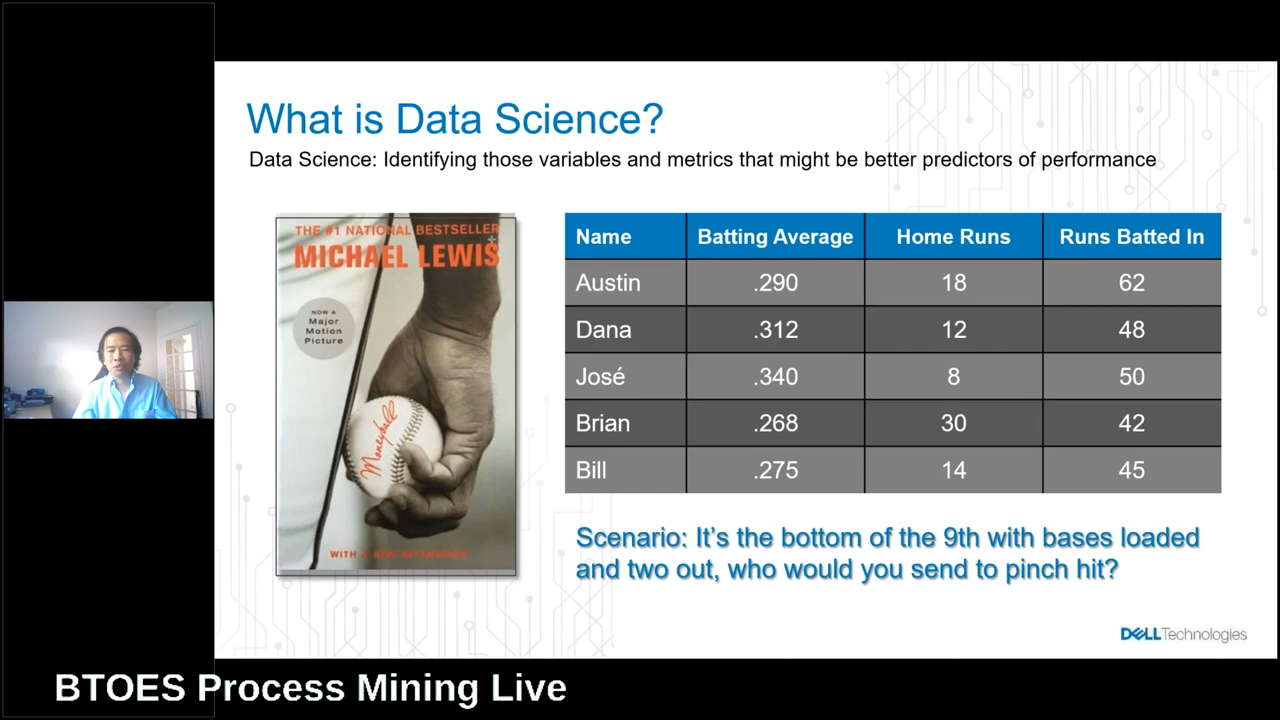 What is Data Science?
Data Science: Identifying those variables and metrics that might be better predictors of performance
THE #1 NATIONAL BESTSELLER
MICHAEL LEWIS
NOW A
Major
Motion
Picture
Moneyball
WITH A NEW AFTERWORD
Name Batting Average Home Runs Runs Batted In
Austin .290 18 62
Dana .312 12 48
José .340 8 50
Brian .268 30 42
Bill .275 14 45
Scenario: It's the bottom of the 9th with bases loaded
and two out, who would you send to pinch hit?
DELL Technologies
BTOES Process Mining Live